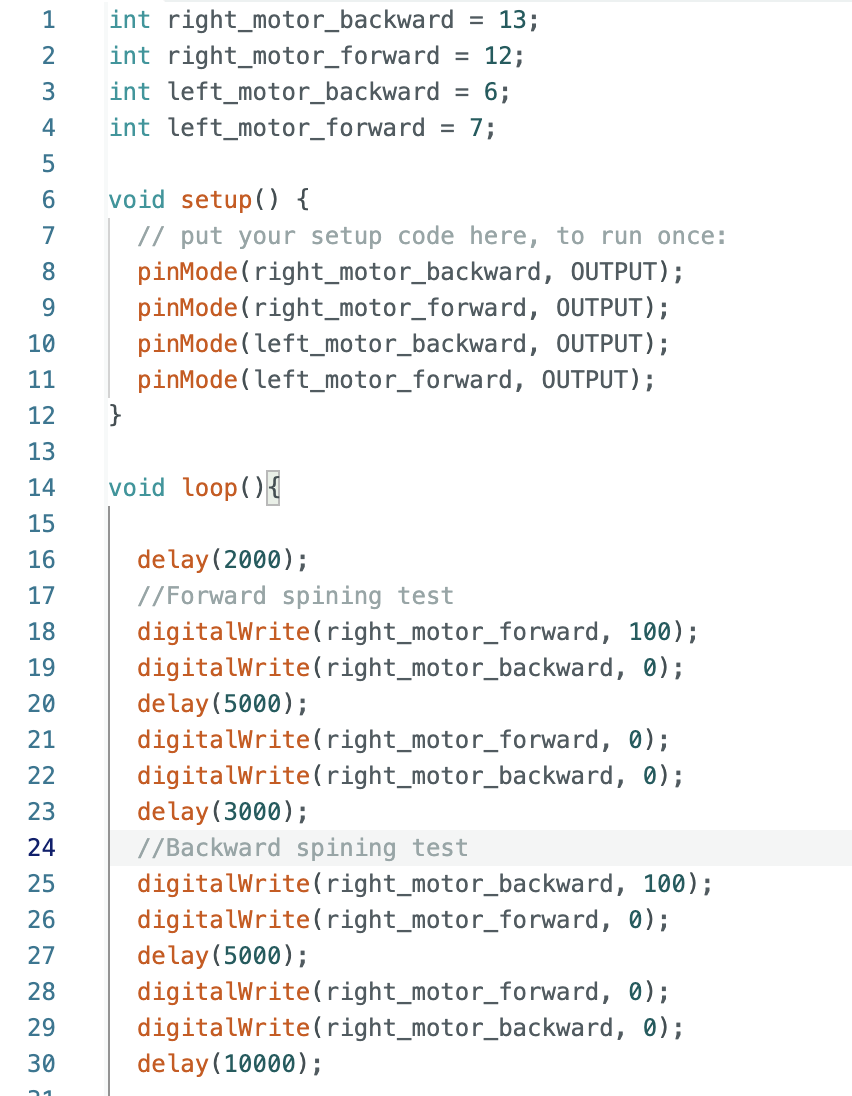 1 int right_motor_backward = 13;
2 int right_motor_forward = 12;
3 int left_motor_backward = 6;
4 int left_motor_forward = 7;
5
6 void setup() {
7 // put your setup code here, to run once:
8 pinMode(right_motor_backward, OUTPUT);
9 pinMode(right_motor_forward, OUTPUT);
10 pinMode(left_motor_backward, OUTPUT);
11 pinMode(left_motor_forward, OUTPUT);
12 }
13
14 void loop(){
15
16 delay(2000);
17 //Forward spining test
18 digitalWrite(right_motor_forward, 100);
19 digitalWrite(right_motor_backward, 0);
20 delay(5000);
21 digitalWrite(right_motor_forward, 0);
22 digitalWrite(right_motor_backward, 0);
23 delay(3000);
24 //Backward spining test
25 digitalWrite(right_motor_backward, 100);
26 digitalWrite(right_motor_forward, 0);
27 delay(5000);
28 digitalWrite(right_motor_forward, 0);
29 digitalWrite(right_motor_backward, 0);
30 delay(10000);